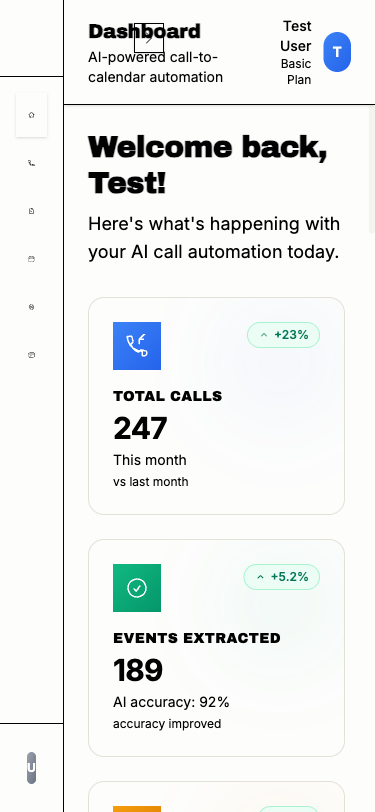 Dashboard
AI-powered call-to-
calendar automation
Test
User
Basic
Plan
T
Welcome back,
Test!
Here's what's happening with
your AI call automation today.
+23%
TOTAL CALLS
247
This month
vs last month
+5.2%
EVENTS EXTRACTED
189
AI accuracy: 92%
accuracy improved
U